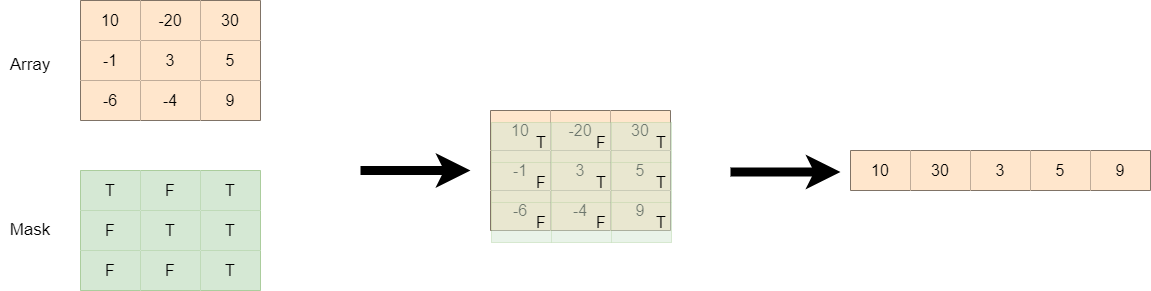 Array
10 -20 30
-1 3 5
-6 -4 9
Mask
T F T
F T T
F F T
10 T -20 F 30 T
-1 F 3 T 5 T
-6 F -4 F 9 T
10 30 3 5 9